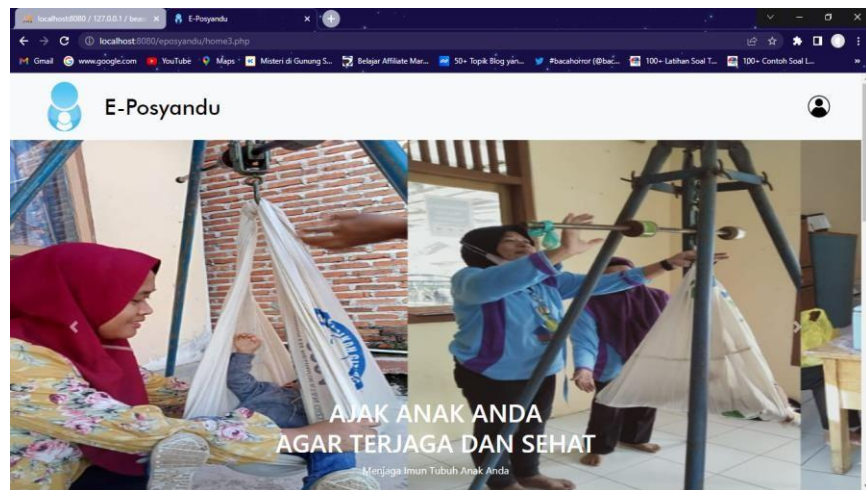 localhost:8080 / 127.0.0.1 / bea
E-Posyandu
localhost:8080/eposyandu/home3.php
Gmail
www.google.com
YouTube
Maps
Misteri di Gunung S...
Belajar Affiliate Mar...
50+ Topik Blog yan...
#bacahorror (@bac...
100+ Latihan Soal T...
100+ Contoh Soal L...
E-Posyandu
AJAK ANAK ANDA
AGAR TERJAGA DAN SEHAT
Menjaga Imun Tubuh Anak Anda